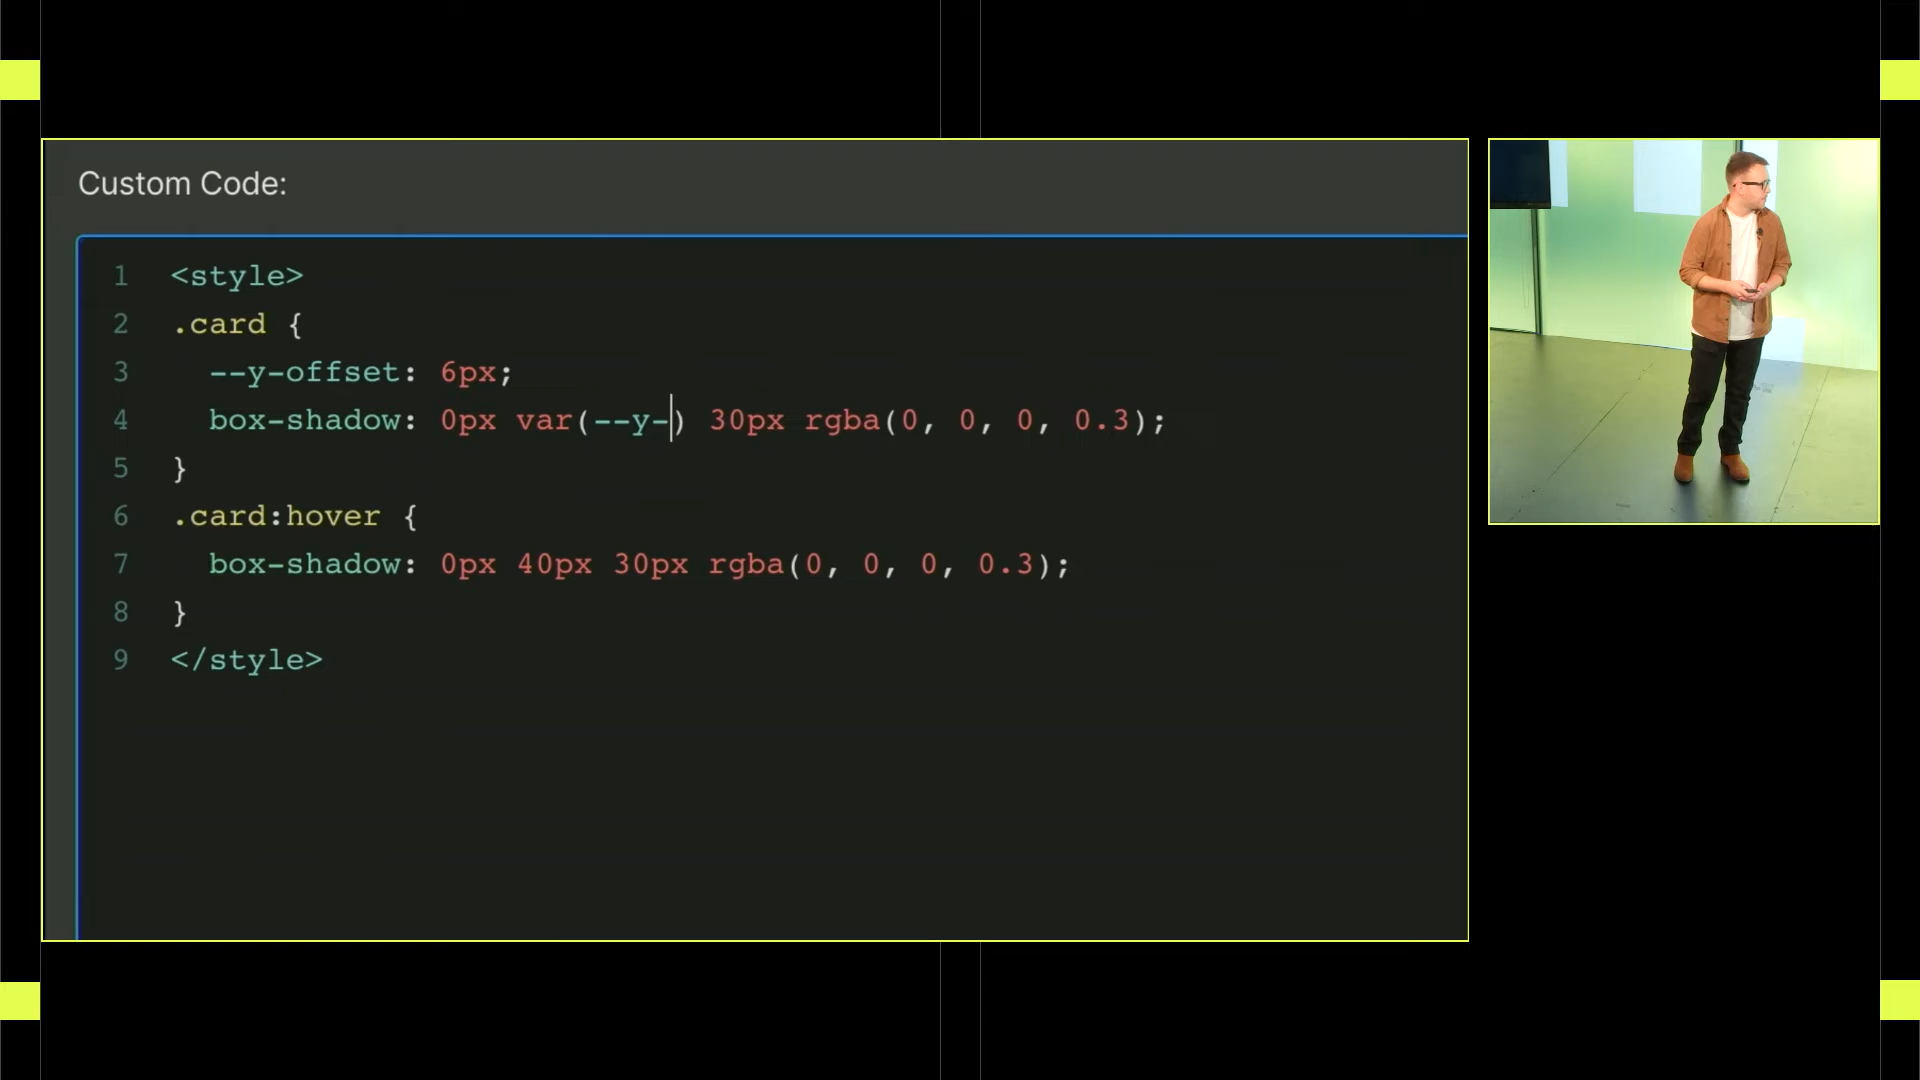 Custom Code:
1 <style>
2 .card {
3 --y-offset: 6px;
4 box-shadow: 0px var(--y-) 30px rgba(0, 0, 0, 0.3);
5 }
6 .card:hover {
7 box-shadow: 0px 40px 30px rgba(0, 0, 0, 0.3);
8 }
9 </style>